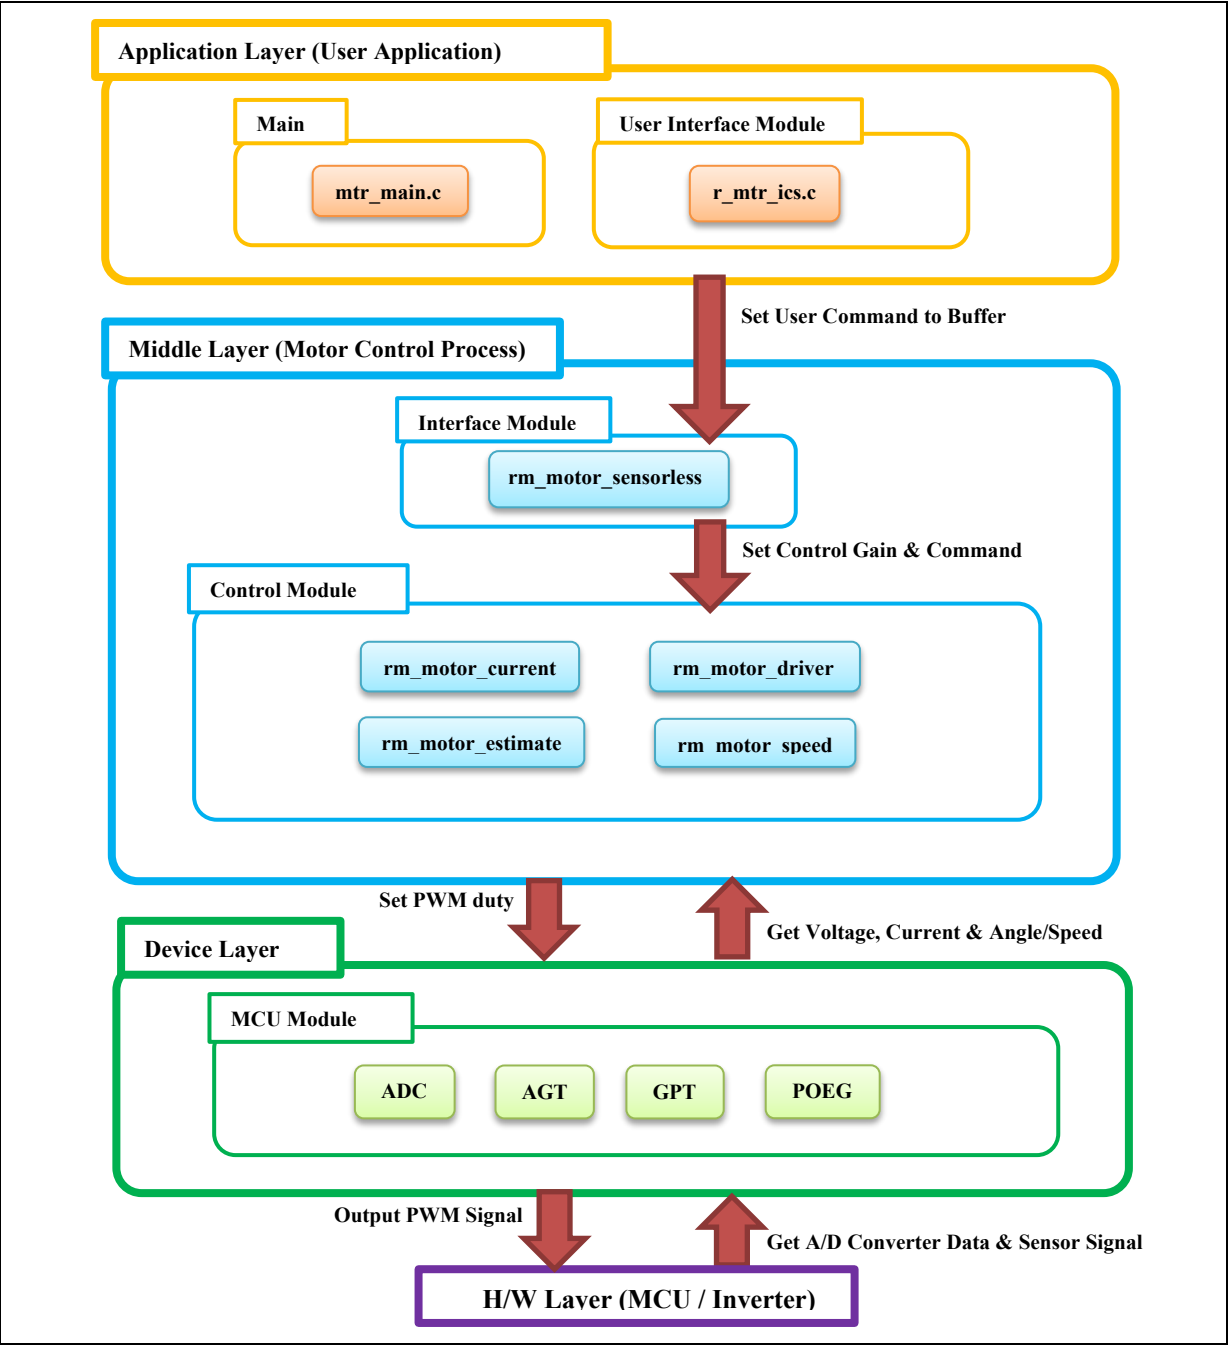 Application Layer (User Application)
Main
User Interface Module
mtr_main.c
r_mtr_ics.c
Set User Command to Buffer
Middle Layer (Motor Control Process)
Interface Module
rm_motor_sensorless
Set Control Gain & Command
Control Module
rm_motor_current
rm_motor_driver
rm_motor_estimate
rm_motor_speed
Set PWM duty
Get Voltage, Current & Angle/Speed
Device Layer
MCU Module
ADC
AGT
GPT
POEG
Output PWM Signal
Get A/D Converter Data & Sensor Signal
H/W Layer (MCU / Inverter)